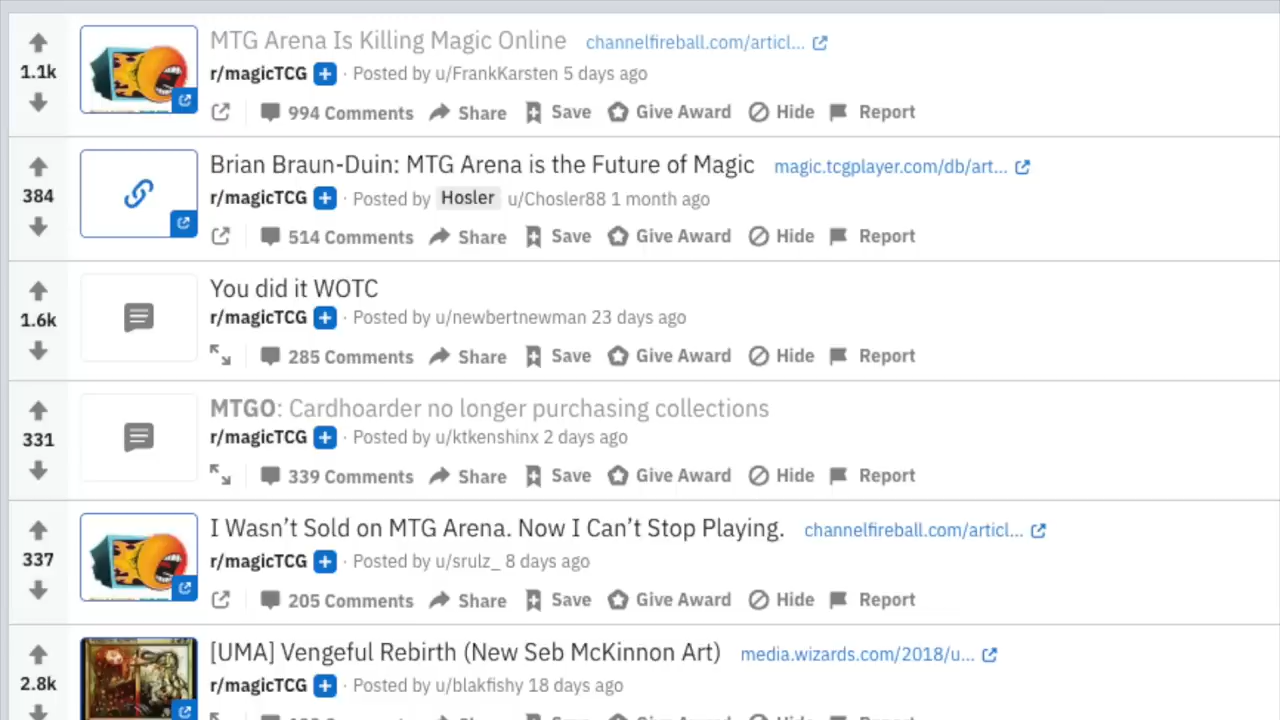 MTG Arena Is Killing Magic Online channelfireball.com/articl...
1.1k
r/magicTCG · Posted by u/FrankKarsten 5 days ago
994 Comments Share Save Give Award Hide Report
Brian Braun-Duin: MTG Arena is the Future of Magic magic.tcgplayer.com/db/art...
384
r/magicTCG · Posted by Hosler u/Chosler88 1 month ago
514 Comments Share Save Give Award Hide Report
You did it WOTC
1.6k
r/magicTCG · Posted by u/newbertnewman 23 days ago
285 Comments Share Save Give Award Hide Report
MTGO: Cardhoarder no longer purchasing collections
331
r/magicTCG · Posted by u/ktkenshinx 2 days ago
339 Comments Share Save Give Award Hide Report
I Wasn’t Sold on MTG Arena. Now I Can’t Stop Playing. channelfireball.com/articl...
337
r/magicTCG · Posted by u/srulz_ 8 days ago
205 Comments Share Save Give Award Hide Report
[UMA] Vengeful Rebirth (New Seb McKinnon Art) media.wizards.com/2018/u...
2.8k
r/magicTCG · Posted by u/blakfishy 18 days ago